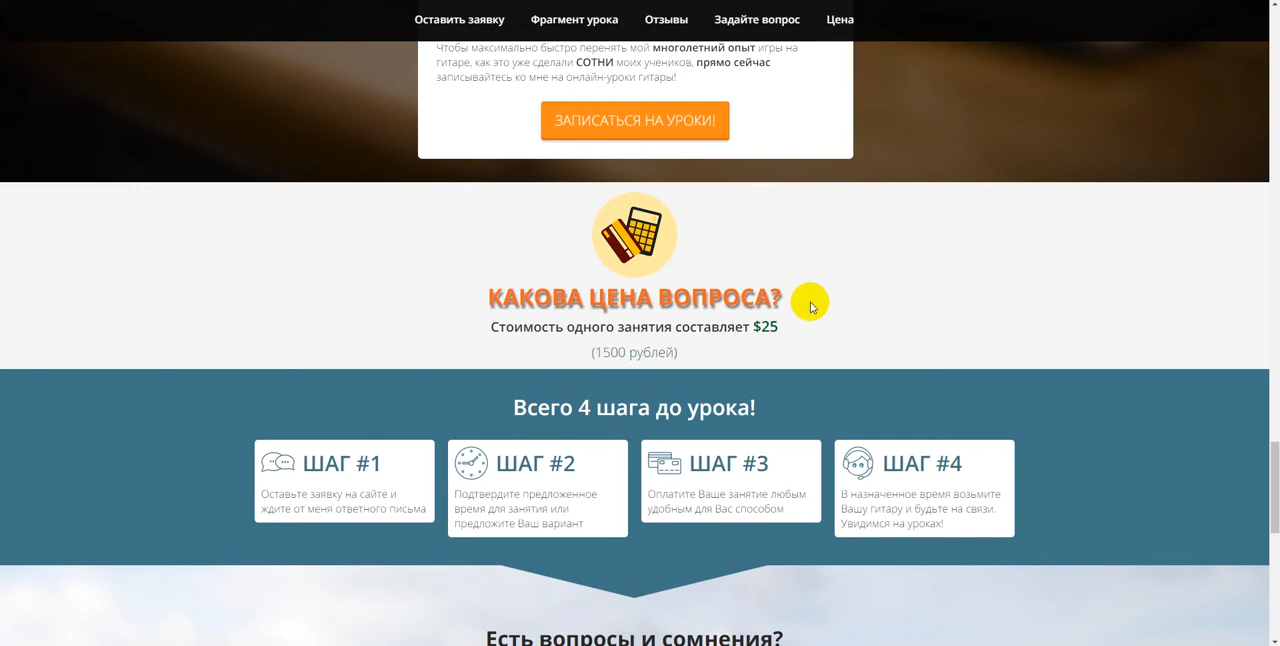 Оставить заявку Фрагмент урока Отзывы Задайте вопрос Цена
Чтобы максимально быстро перенять мой многолетний опыт игры на
гитаре, как это уже сделали СОТНИ моих учеников, прямо сейчас
записывайтесь ко мне на онлайн-уроки гитары!
ЗАПИСАТЬСЯ НА УРОКИ!
КАКОВА ЦЕНА ВОПРОСА?
Стоимость одного занятия составляет $25
(1500 рублей)
Всего 4 шага до урока!
ШАГ #1
Оставьте заявку на сайте и
ждите от меня ответного письма
ШАГ #2
Подтвердите предложенное
время для занятия или
предложите Ваш вариант
ШАГ #3
Оплатите Ваше занятие любым
удобным для Вас способом
ШАГ #4
В назначенное время возьмите
Вашу гитару и будьте на связи.
Увидимся на уроках!
Есть вопросы и сомнения?